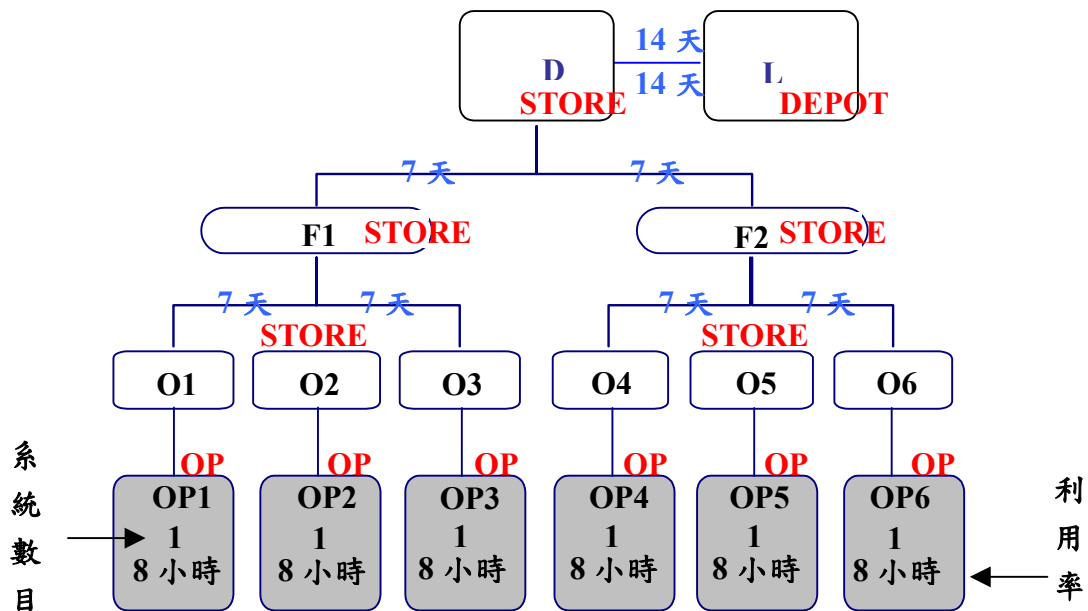 14 天
D
L
14 天
STORE
DEPOT
7 天
7 天
F1
STORE
F2
STORE
7 天
7 天
7 天
7 天
STORE
STORE
O1
O2
O3
O4
O5
O6
OP
OP
OP
OP
OP
OP
系統數目
OP1
OP2
OP3
OP4
OP5
OP6
利用率
1
1
1
1
1
1
8 小時
8 小時
8 小時
8 小時
8 小時
8 小時